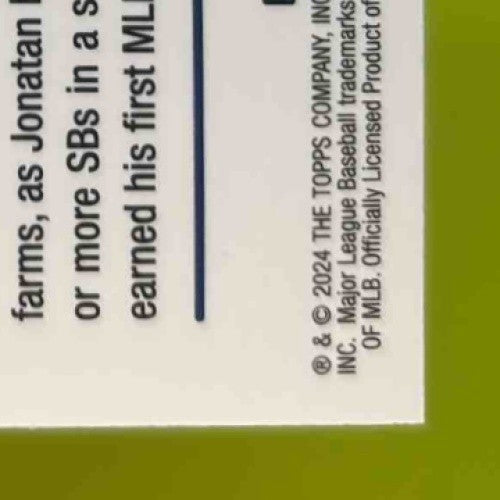 farms, as Jonatan
or more SBs in a s
earned his first ML
® & © 2024 THE TOPPS COMPANY, INC
INC. Major League Baseball trademarks
OF MLB. Officially Licensed Product of